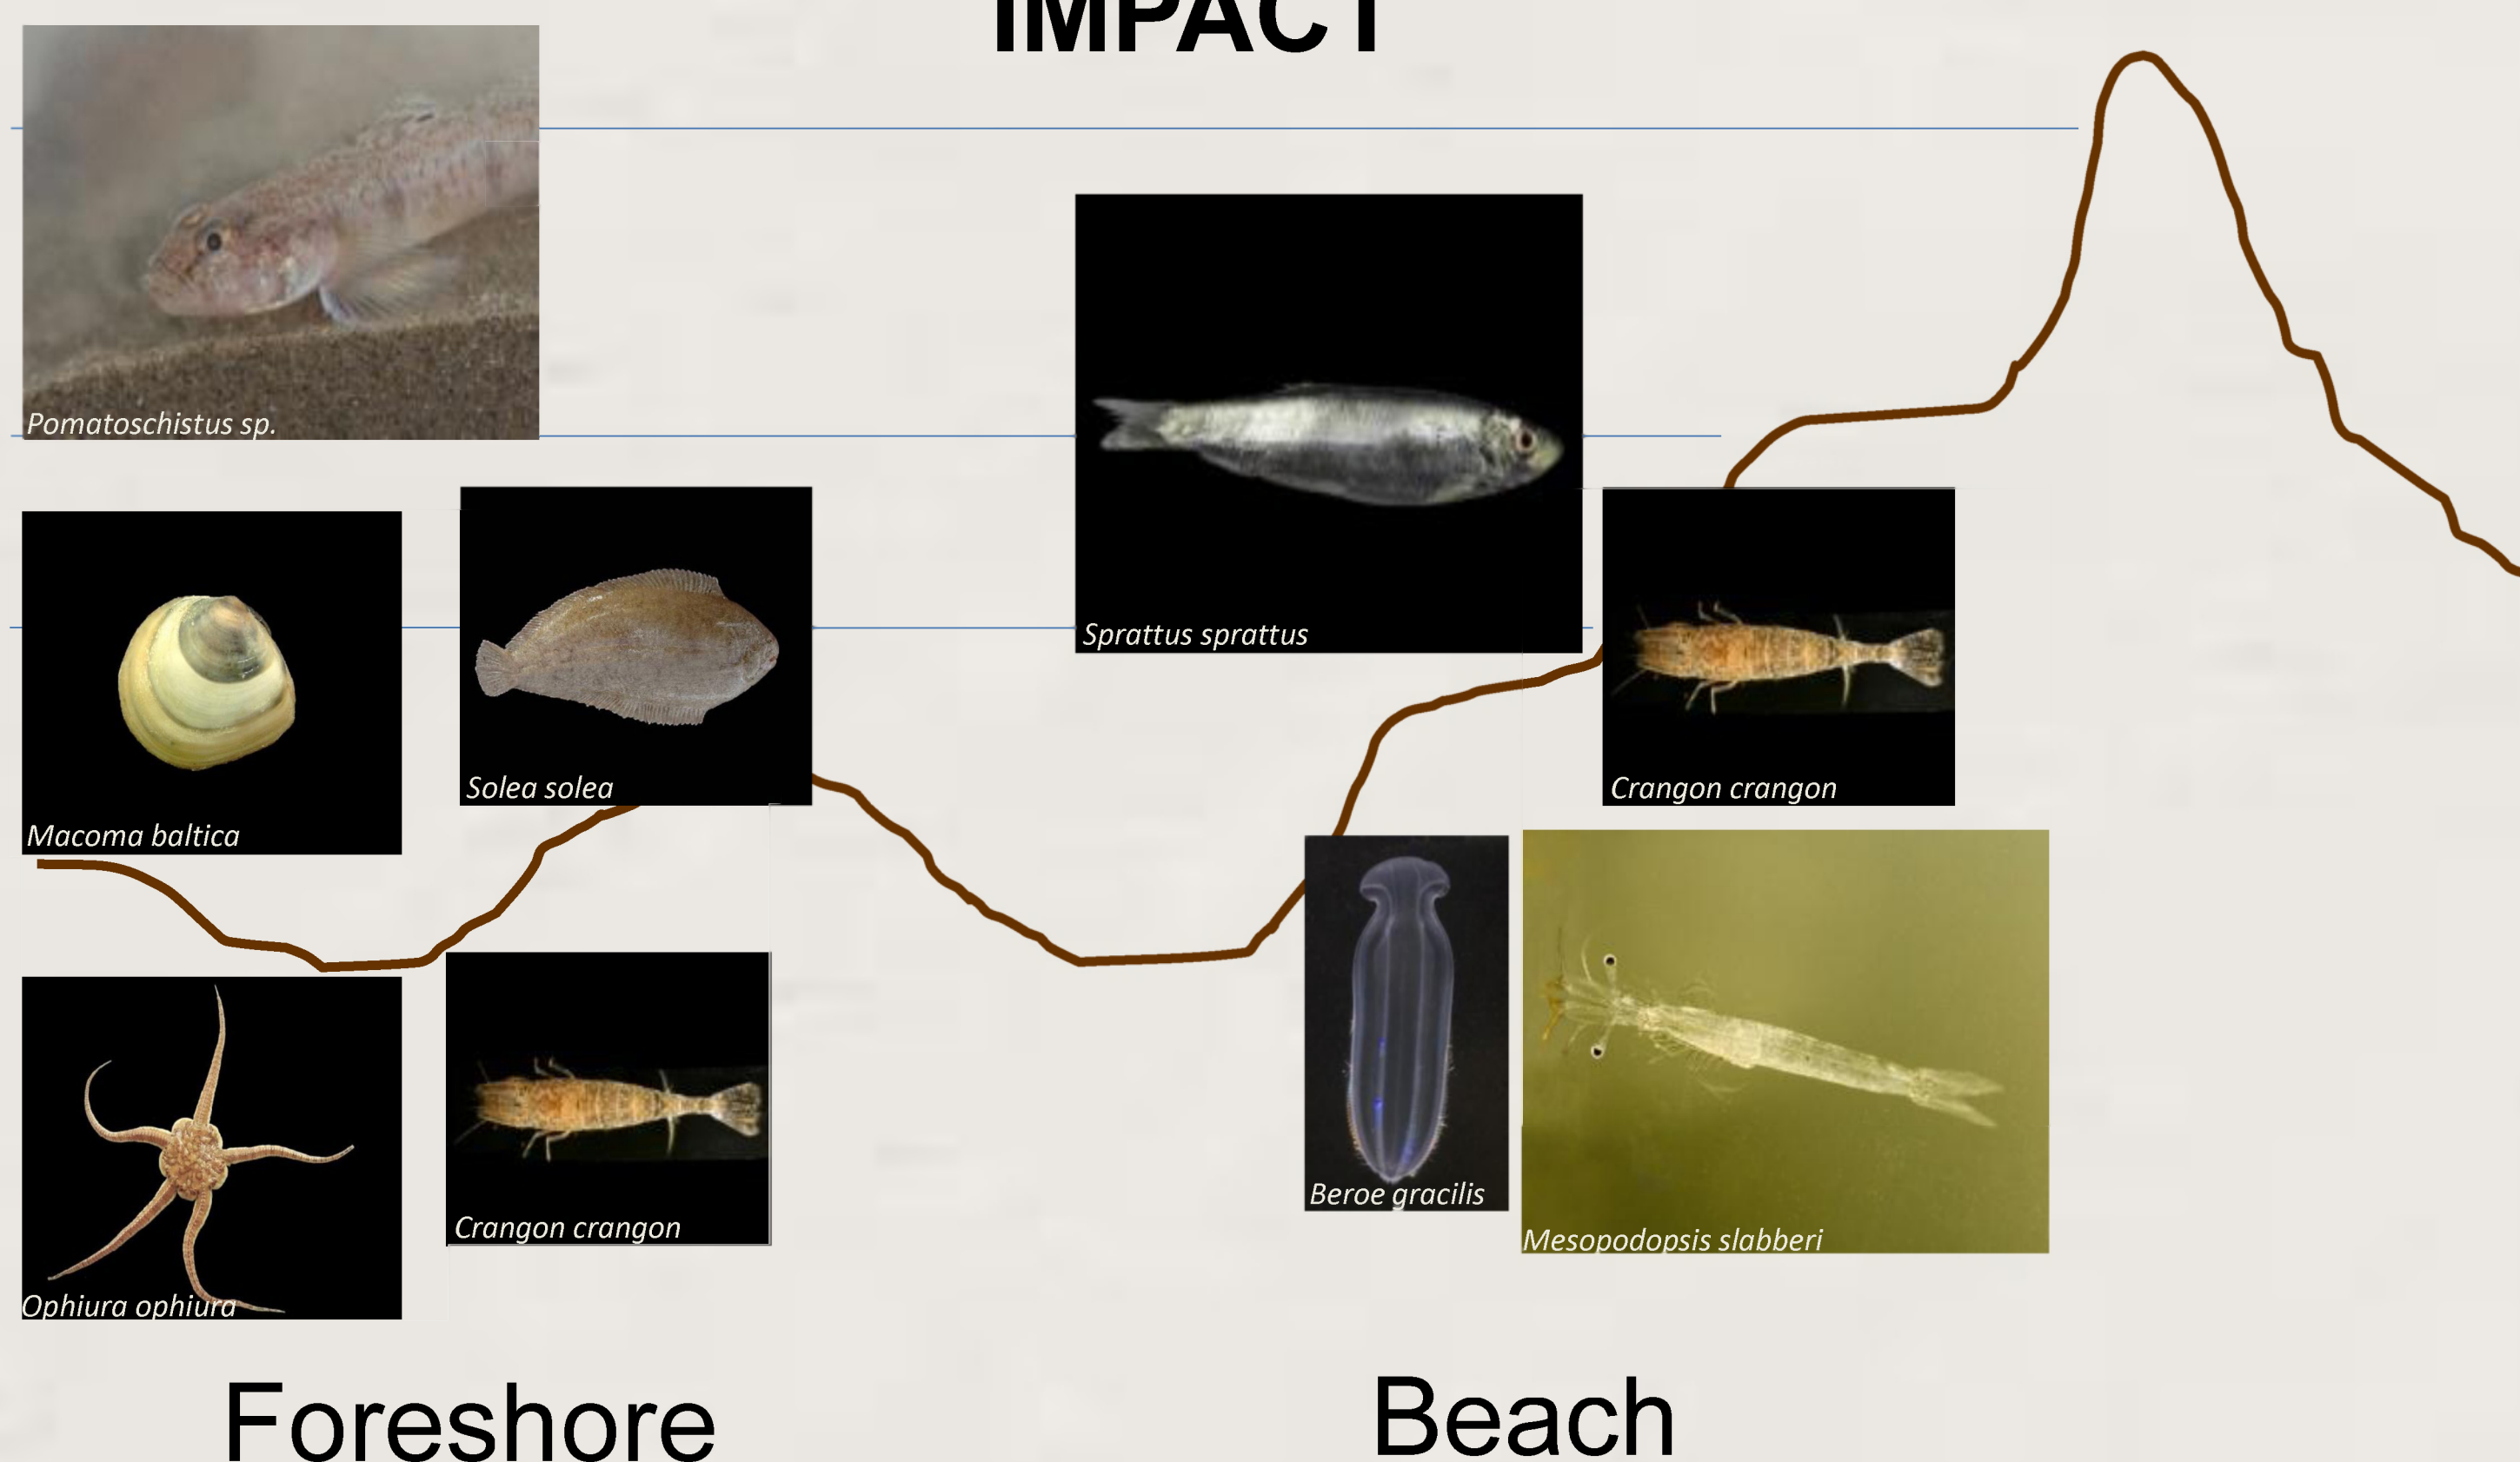 IMPACT
Pomatoschistus sp.
Sprattus sprattus
Macoma baltica
Solea solea
Crangon crangon
Ophiura ophiura
Crangon crangon
Beroe gracilis
Mesopodopsis slabberi
Foreshore
Beach